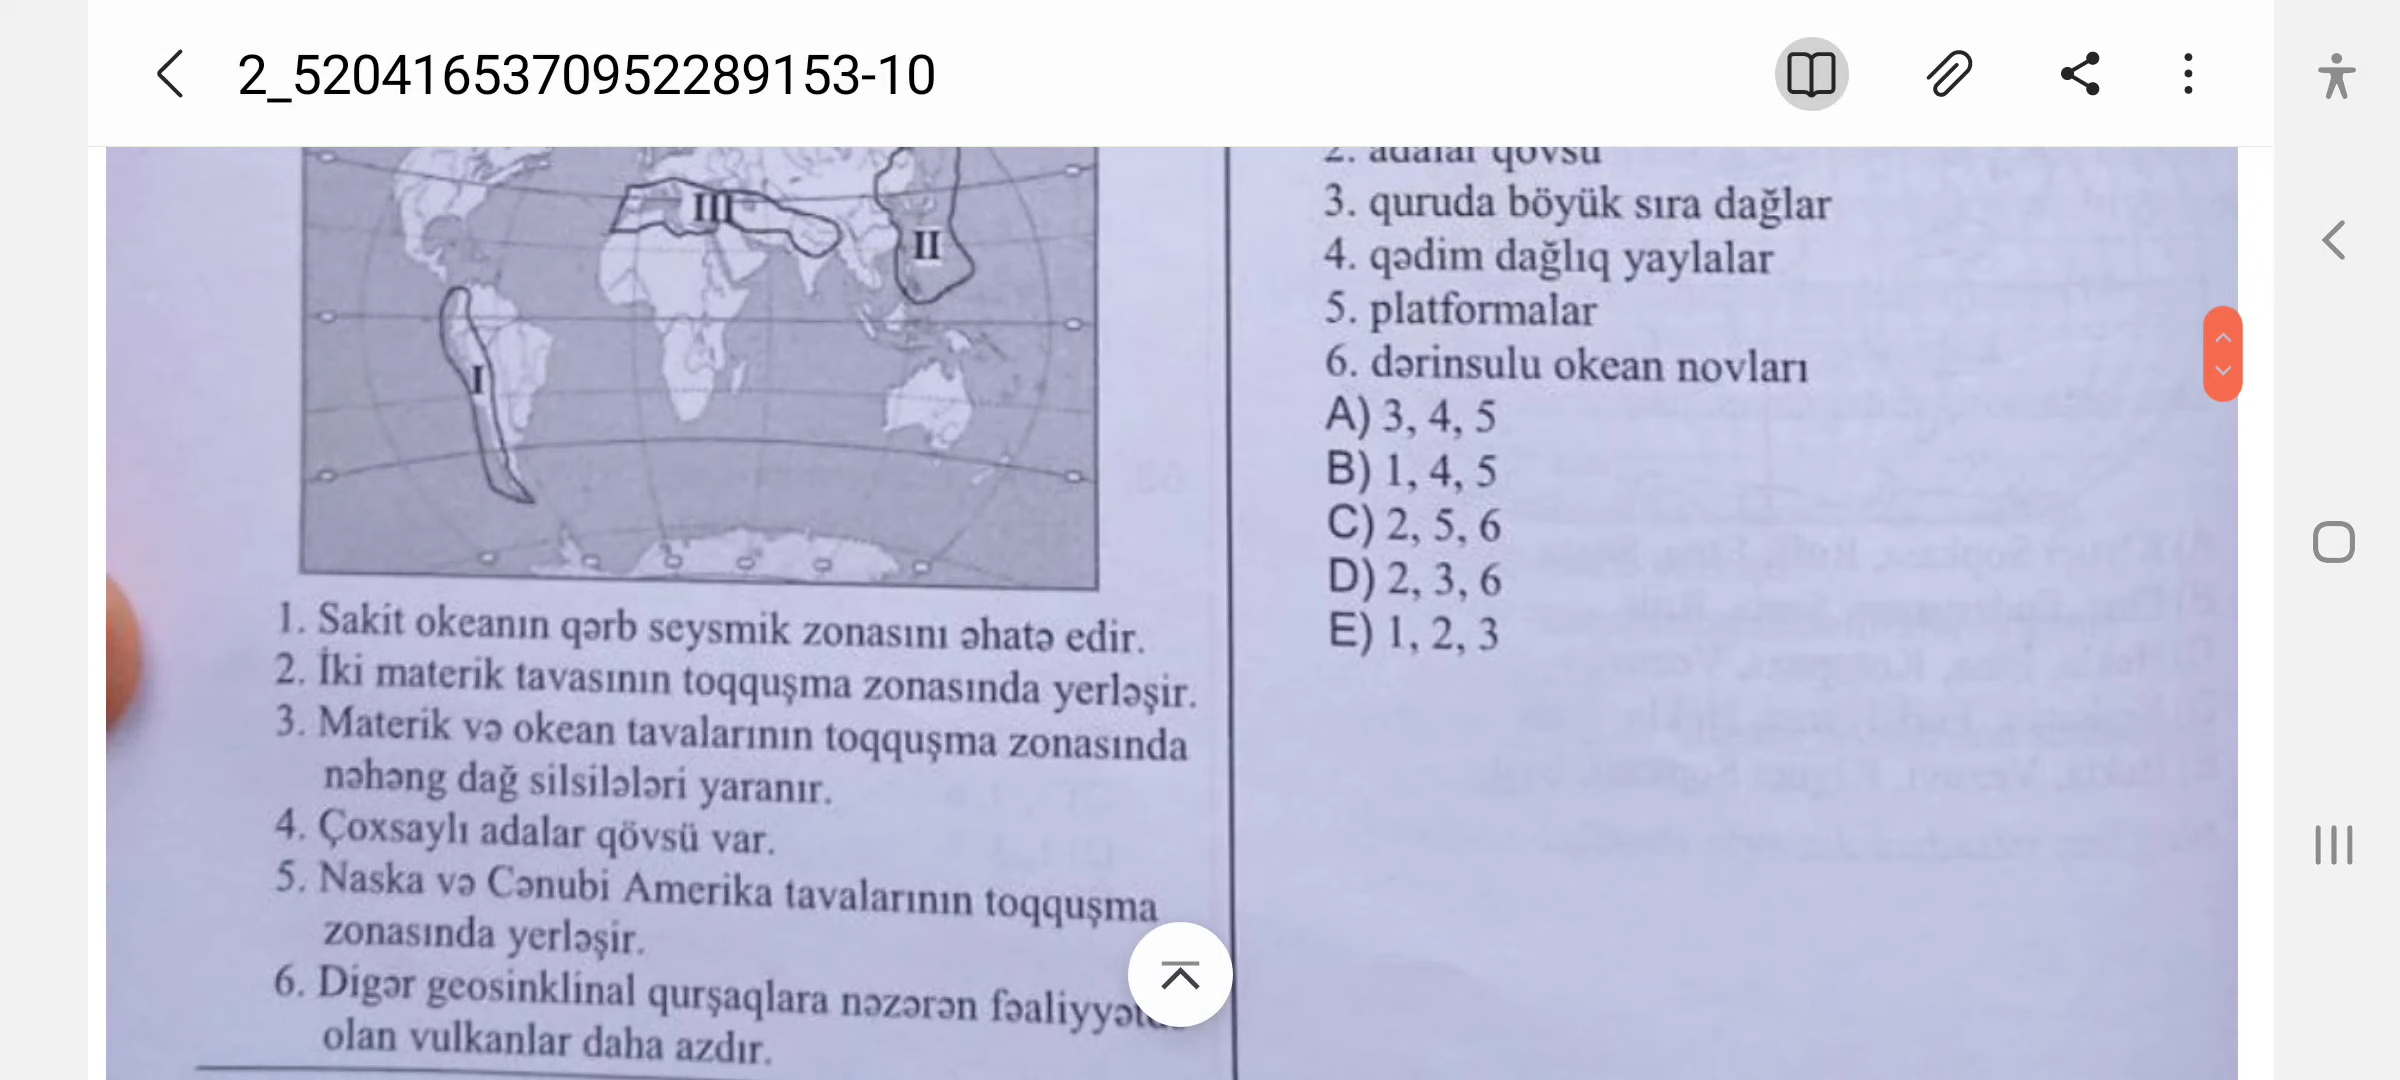 2_5204165370952289153-10
III
II
I
1. Sakit okeanın qərb seysmik zonasını əhatə edir.
2. İki materik tavasının toqquşma zonasında yerləşir.
3. Materik və okean tavalarının toqquşma zonasında
nəhəng dağ silsilələri yaranır.
4. Çoxsaylı adalar qövsü var.
5. Naska və Cənubi Amerika tavalarının toqquşma
zonasında yerləşir.
6. Digər geosinklinal qurşaqlara nəzərən
olan vulkanlar daha azdır.
2. adalar qövsü
3. quruda böyük sıra dağlar
4. qədim dağlıq yaylalar
5. platformalar
6. dərinsulu okean novları
A) 3, 4, 5
B) 1, 4, 5
C) 2, 5, 6
D) 2, 3, 6
E) 1, 2, 3